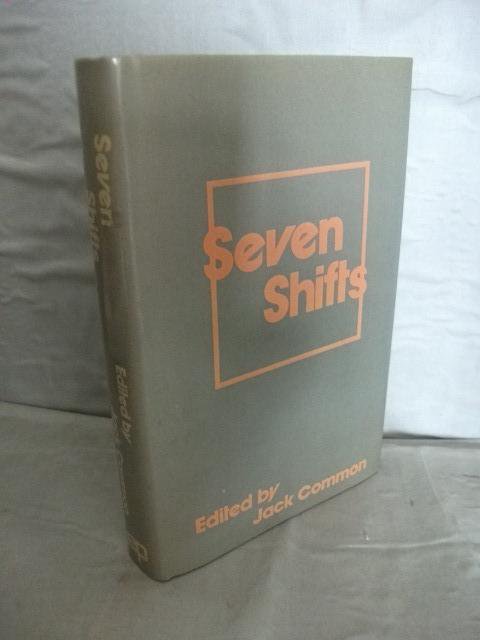 Seven
Shifts
Edited by
Jack Common
Seven
Shifts
Edited by